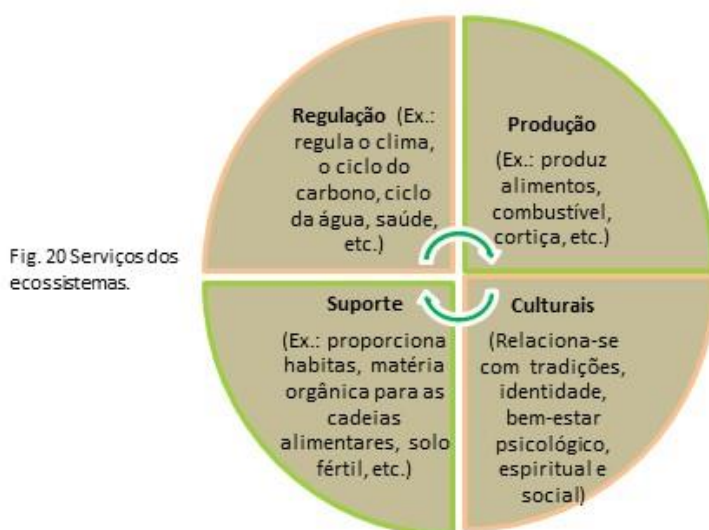 Regulação (Ex.:
regula o clima,
o ciclo do
carbono, ciclo
da água, saúde,
etc.)
Produção
(Ex.: produz
alimentos,
combustível,
cortiça, etc.)
Fig. 20 Serviços dos
ecossistemas.
Suporte
(Ex.: proporciona
habitas, matéria
orgânica para as
cadeias
alimentares, solo
fértil, etc.)
Culturais
(Relaciona-se
com tradições,
identidade,
bem-estar
psicológico,
espiritual e
social)